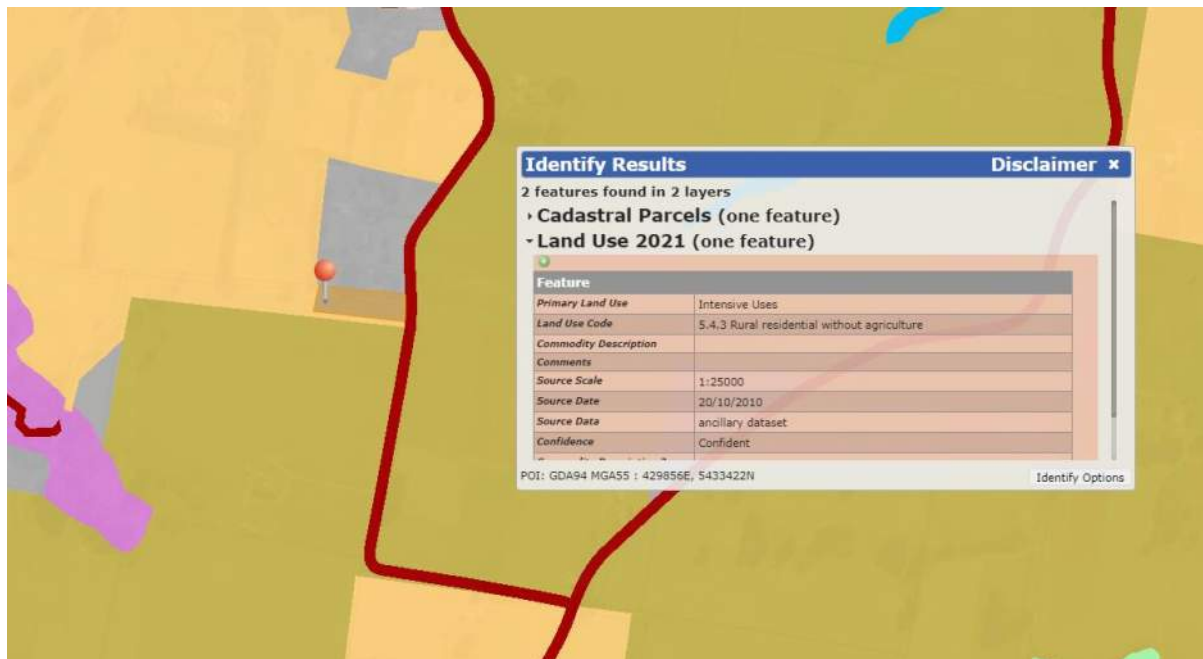 Identify Results Disclaimer ×
2 features found in 2 layers
Cadastral Parcels (one feature)
Land Use 2021 (one feature)
Feature
Primary Land Use Intensive Uses
Land Use Code 5.4.3 Rural residential without agriculture
Commodity Description
Comments
Source Scale 1:25000
Source Date 20/10/2010
Source Data ancillary dataset
Confidence Confident
POI: GDA94 MGA55 : 429856E, 5433422N Identify Options